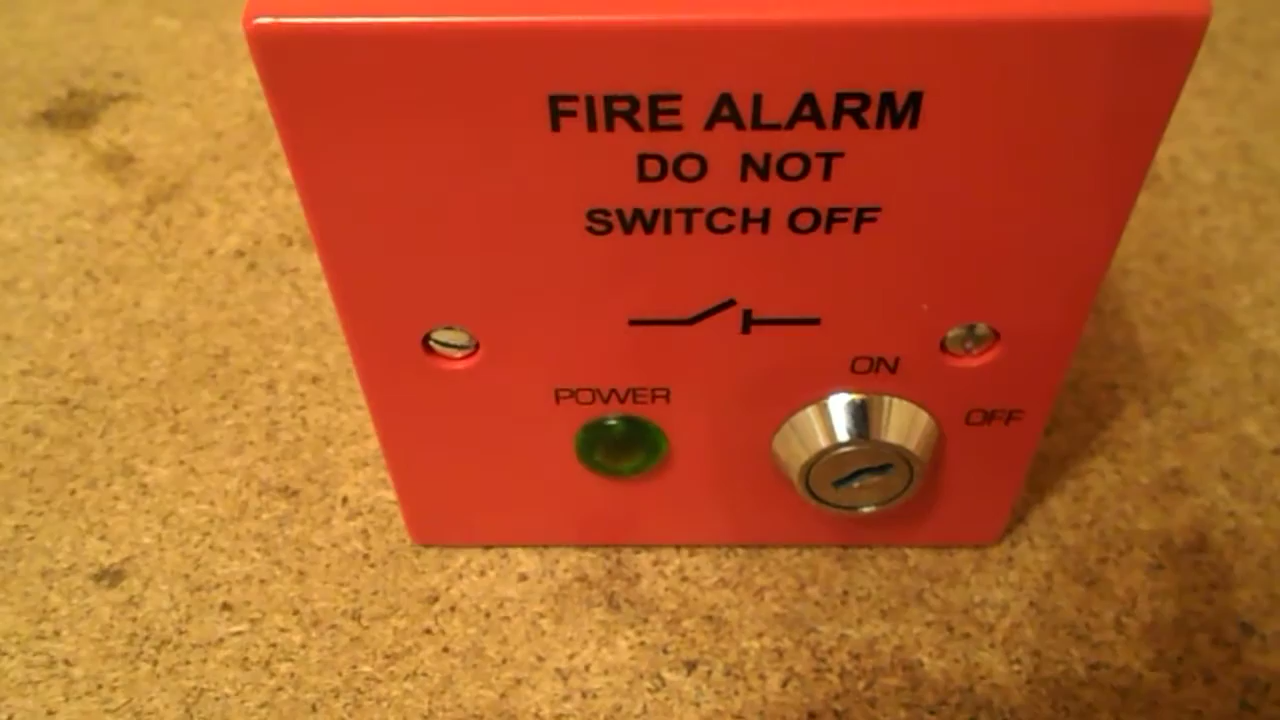 FIRE ALARM
DO NOT
SWITCH OFF
ON
POWER
OFF